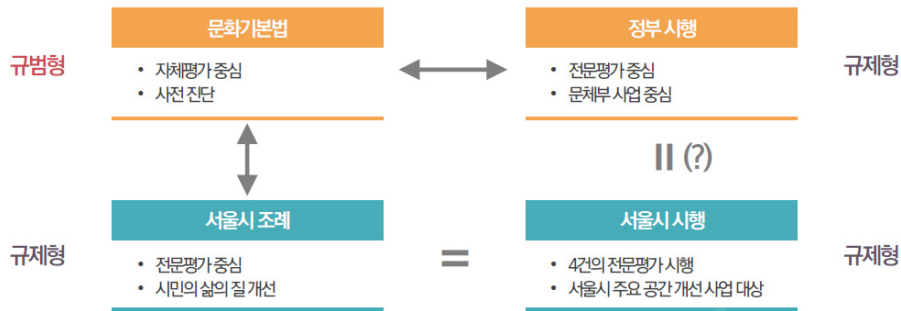 문화기본법
정부 시행
규범형
• 자체평가 중심
• 사전 진단
• 전문평가 중심
• 문체부 사업 중심
규제형
II (?)
서울시 조례
서울시 시행
규제형
• 전문평가 중심
• 시민의 삶의 질 개선
=
• 4건의 전문평가 시행
• 서울시 주요 공간 개선 사업 대상
규제형